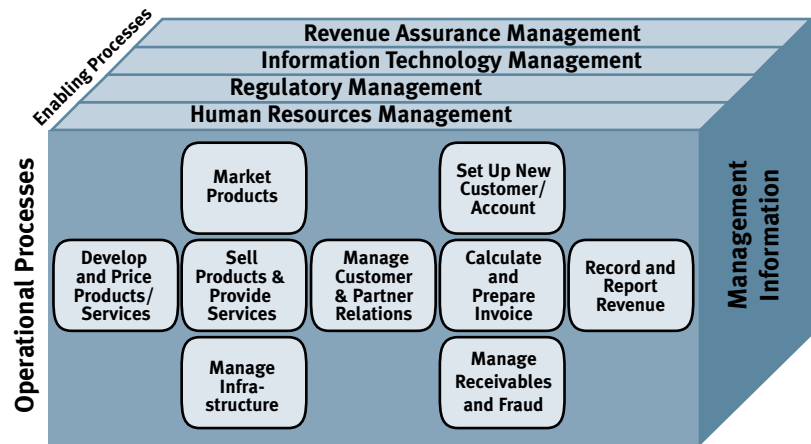 Enabling Processes
Revenue Assurance Management
Information Technology Management
Regulatory Management
Human Resources Management
Operational Processes
Market
Products
Set Up New
Customer/
Account
Develop
and Price
Products/
Services
Sell
Products &
Provide
Services
Manage
Customer
& Partner
Relations
Calculate
and
Prepare
Invoice
Record and
Report
Revenue
Manage
Infra-
structure
Manage
Receivables
and Fraud
Management
Information